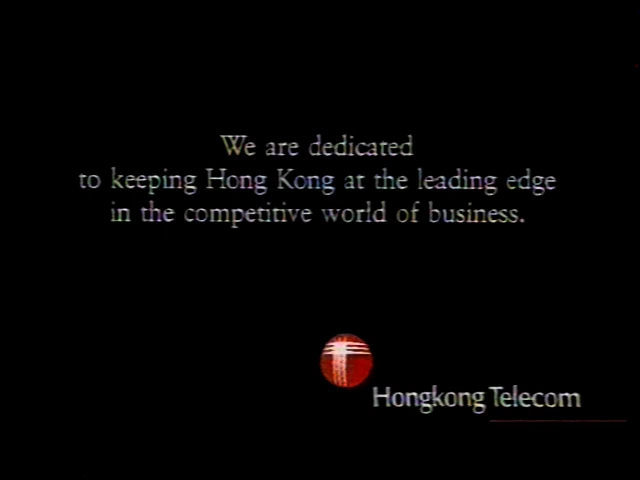 We are dedicated
to keeping Hong Kong at the leading edge
in the competitive world of business.
Hongkong Telecom